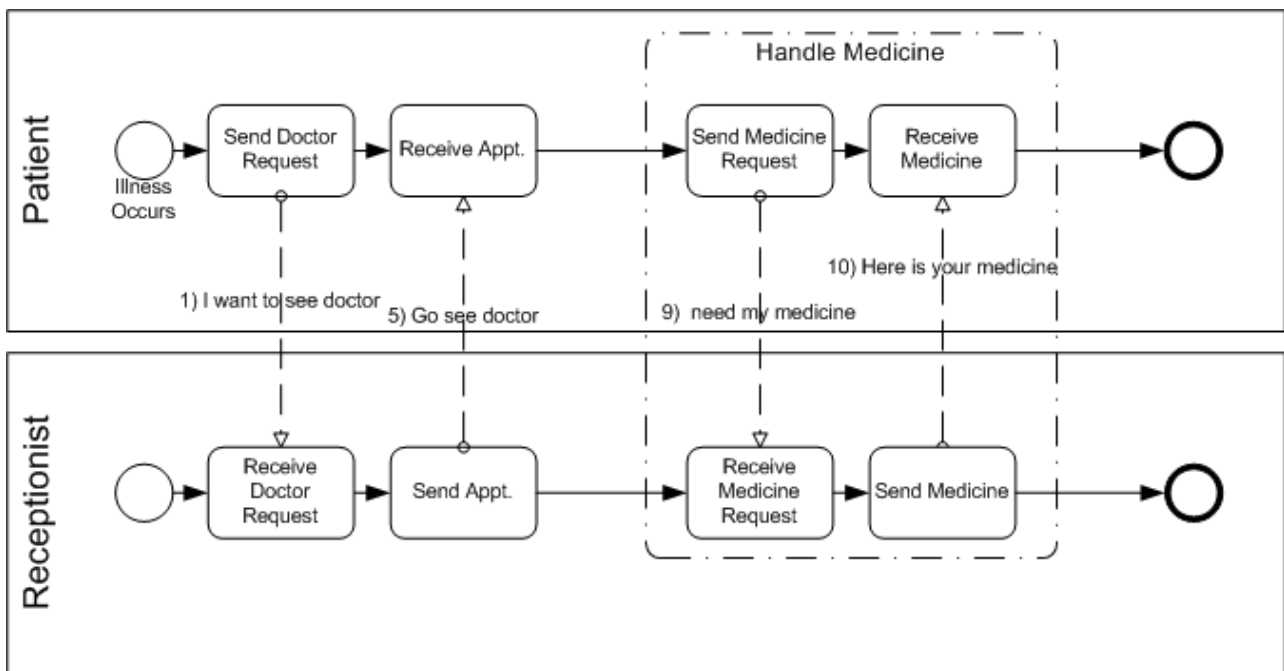 Handle Medicine
Patient
Illness
Occurs
Send Doctor
Request
Receive Appt.
Send Medicine
Request
Receive
Medicine
1) I want to see doctor
5) Go see doctor
9)  need my medicine
10) Here is your medicine
Receptionist
Receive
Doctor
Request
Send Appt.
Receive
Medicine
Request
Send Medicine